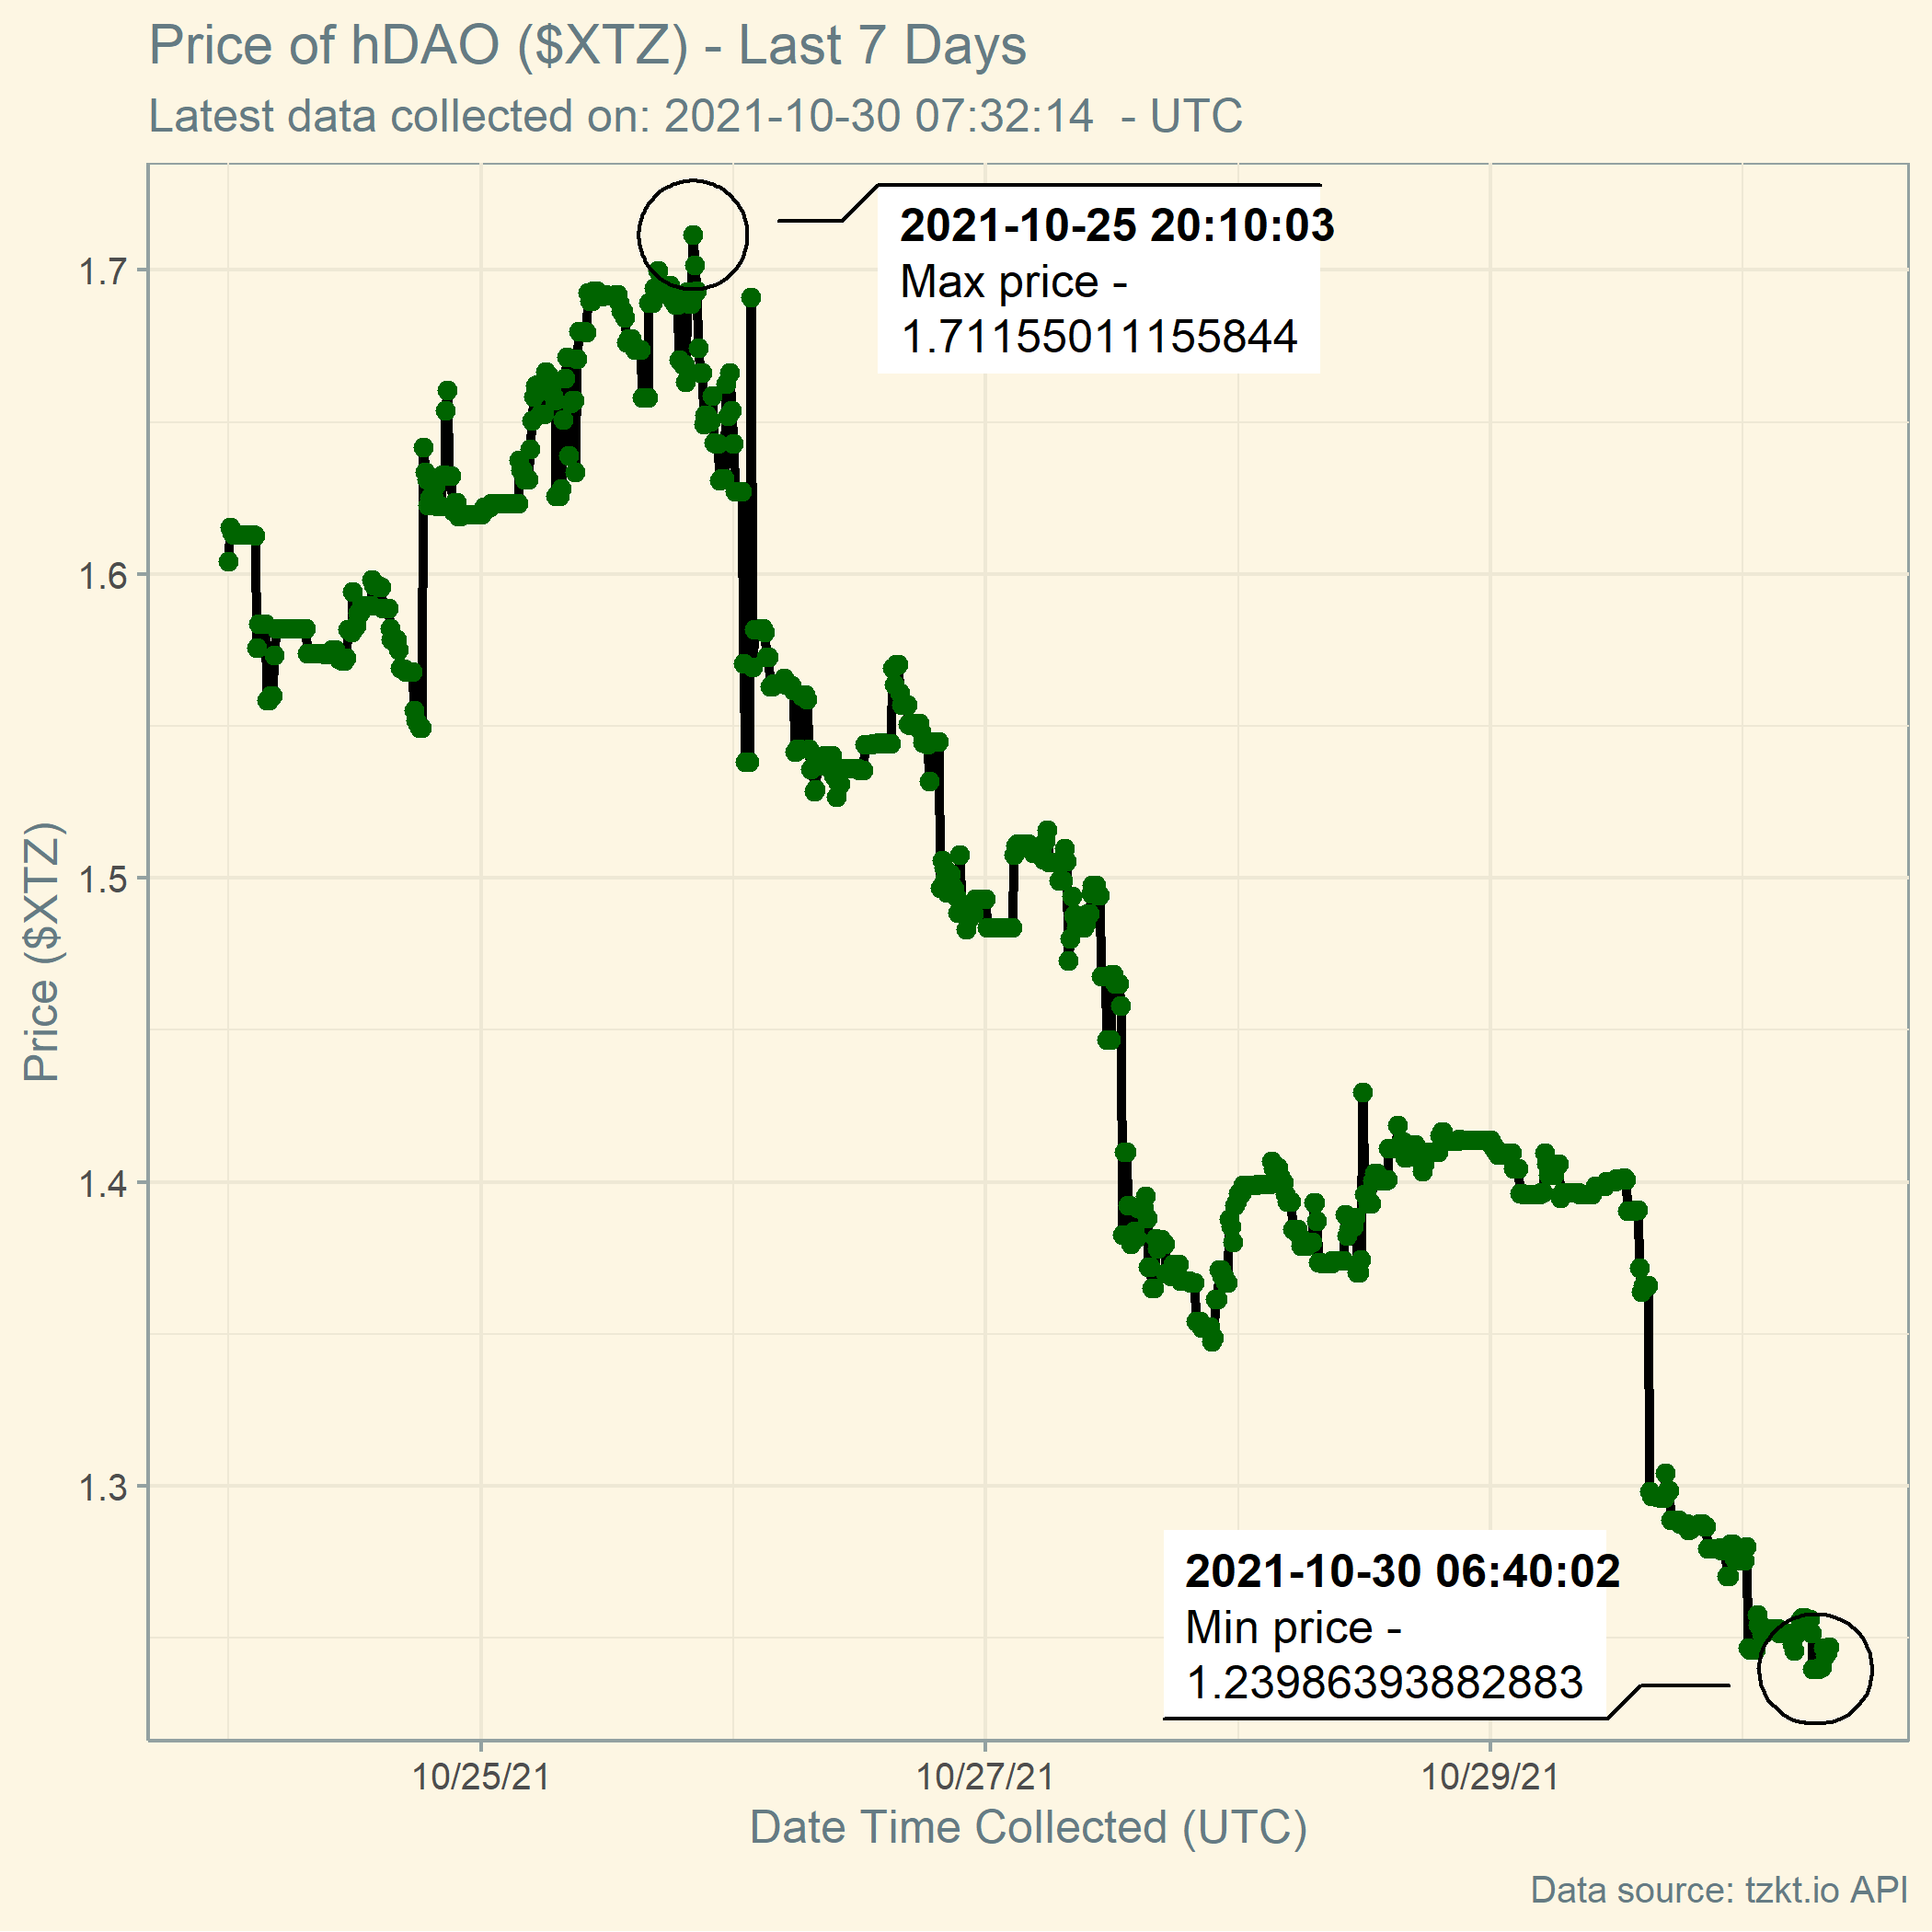 Price of hDAO ($XTZ) - Last 7 Days
Latest data collected on: 2021-10-30 07:32:14  - UTC
2021-10-25 20:10:03
Max price -
1.71155011155844
1.7
1.6
1.5
1.4
1.3
Price ($XTZ)
2021-10-30 06:40:02
Min price -
1.23986393882883
10/25/21
10/27/21
10/29/21
Date Time Collected (UTC)
Data source: tzkt.io API